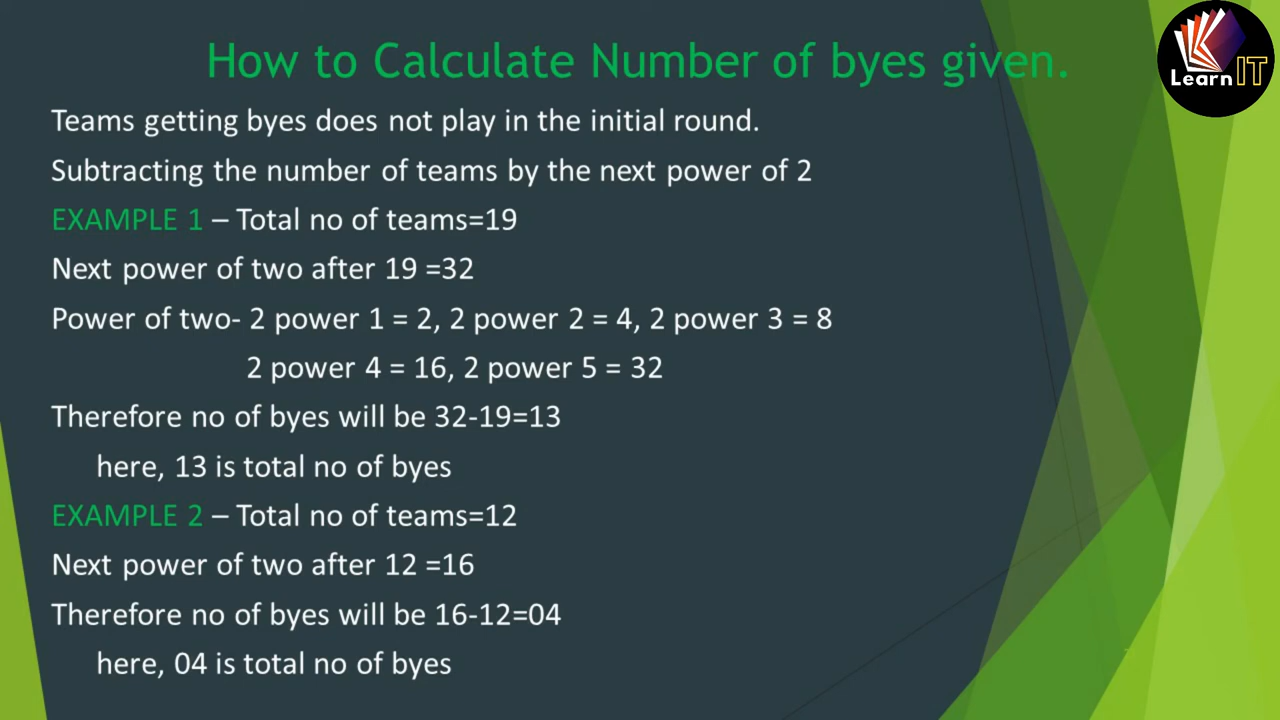 How to Calculate Number of byes given.
Learn IT
Teams getting byes does not play in the initial round.
Subtracting the number of teams by the next power of 2
EXAMPLE 1 – Total no of teams=19
Next power of two after 19 =32
Power of two- 2 power 1 = 2, 2 power 2 = 4, 2 power 3 = 8
2 power 4 = 16, 2 power 5 = 32
Therefore no of byes will be 32-19=13
here, 13 is total no of byes
EXAMPLE 2 – Total no of teams=12
Next power of two after 12 =16
Therefore no of byes will be 16-12=04
here, 04 is total no of byes